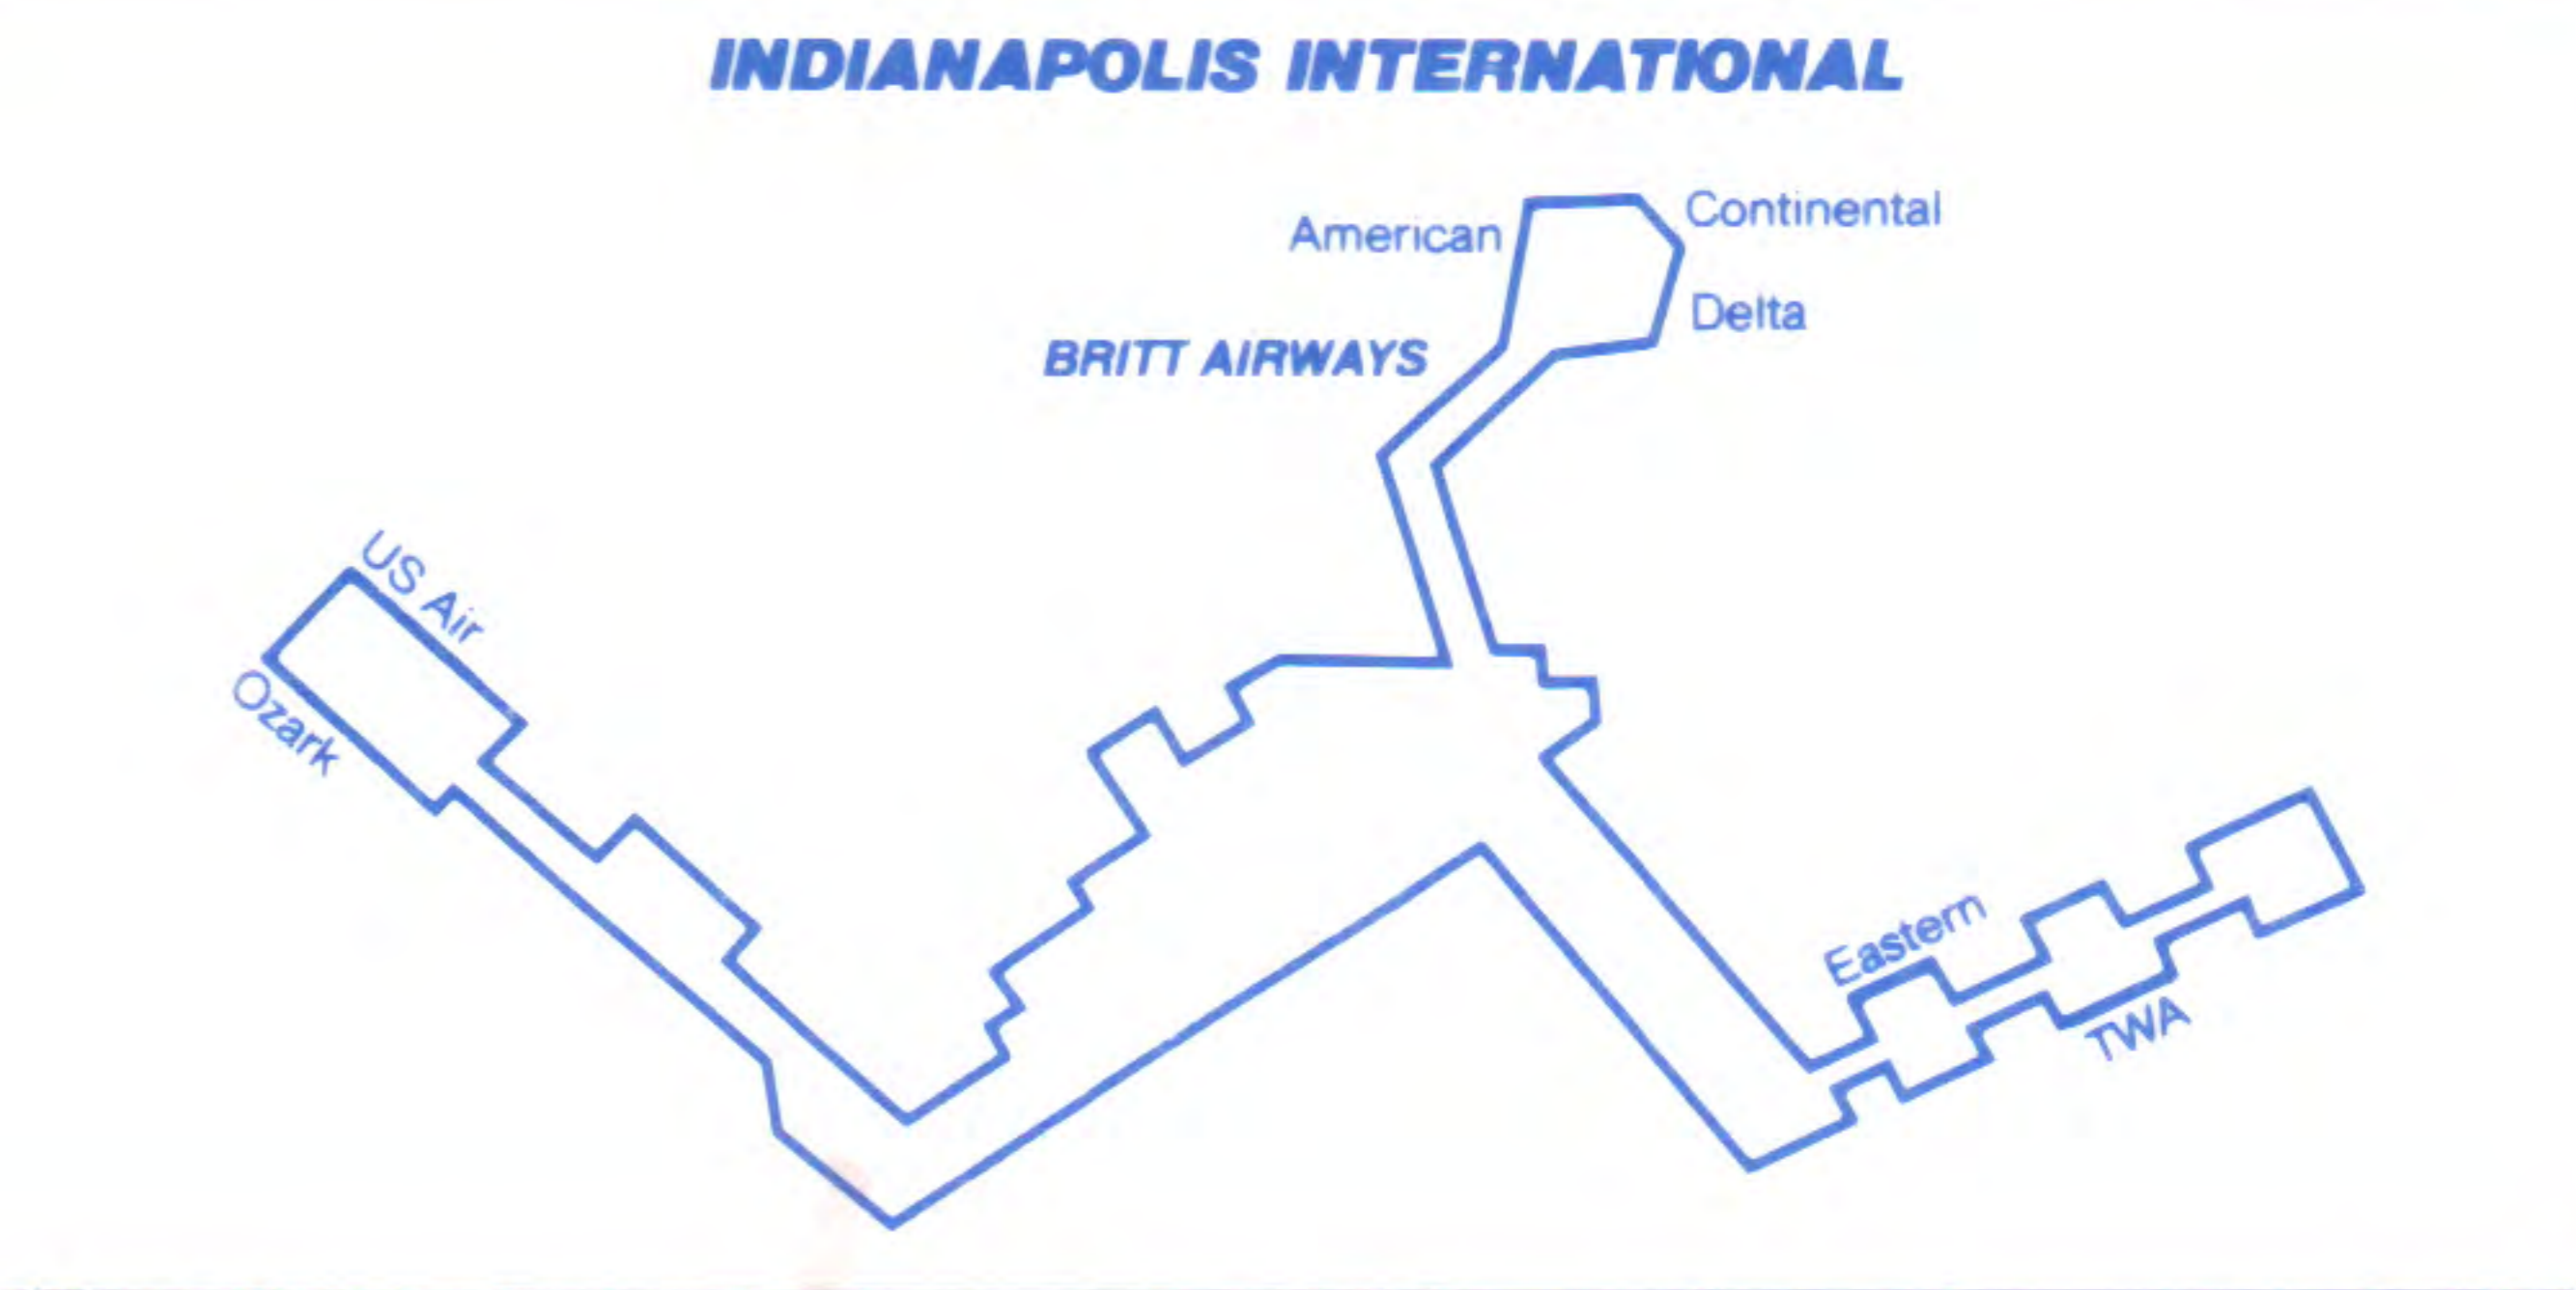 INDIANAPOLIS INTERNATIONAL
American
Continental
Delta
BRITT AIRWAYS
US Air
Ozark
Eastern
TWA